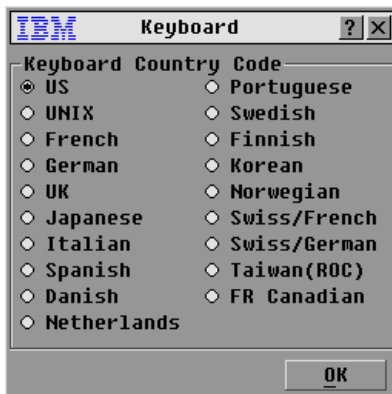 IBM Keyboard ? ×
Keyboard Country Code
US
UNIX
French
German
UK
Japanese
Italian
Spanish
Danish
Netherlands
Portuguese
Swedish
Finnish
Korean
Norwegian
Swiss/French
Swiss/German
Taiwan(ROC)
FR Canadian
OK